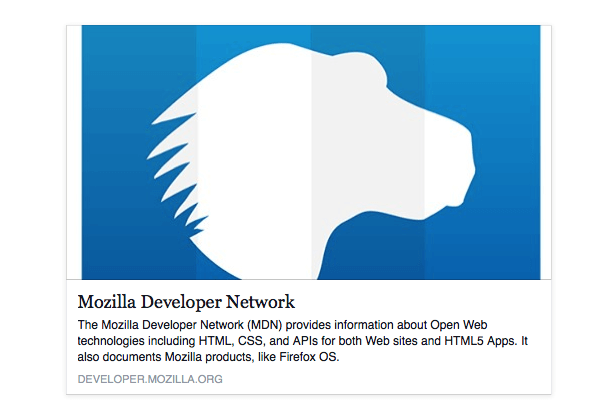 Mozilla Developer Network
The Mozilla Developer Network (MDN) provides information about Open Web
technologies including HTML, CSS, and APIs for both Web sites and HTML5 Apps. It
also documents Mozilla products, like Firefox OS.
DEVELOPER.MOZILLA.ORG